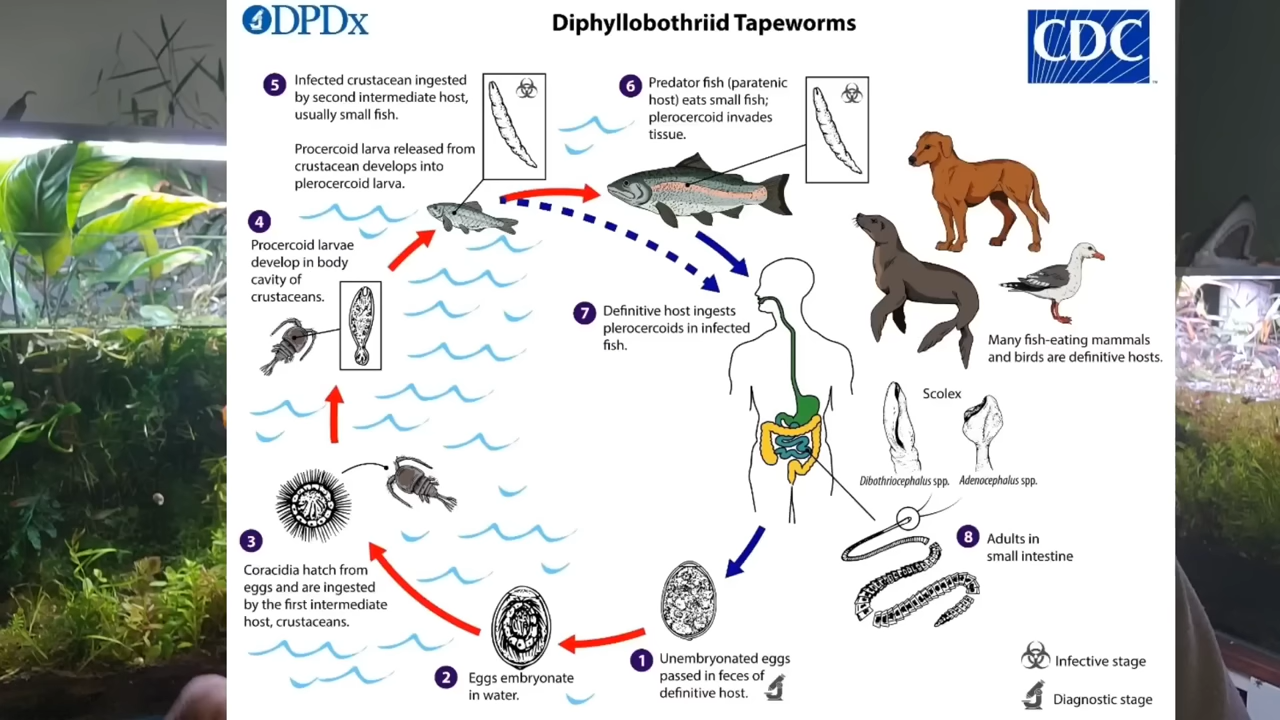 DPDx
Diphyllobothriid Tapeworms
CDC
TM
5
Infected crustacean ingested
by second intermediate host,
usually small fish.
Procercoid larva released from
crustacean develops into
plerocercoid larva.
6
Predator fish (paratenic
host) eats small fish;
plerocercoid invades
tissue.
4
Procercoid larvae
develop in body
cavity of
crustaceans.
7
Definitive host ingests
plerocercoids in infected
fish.
Many fish-eating mammals
and birds are definitive hosts.
Scolex
Dibothriocephalus spp.
Adenocephalus spp.
3
Coracidia hatch from
eggs and are ingested
by the first intermediate
host, crustaceans.
8
Adults in
small intestine
2
Eggs embryonate
in water.
1
Unembryonated eggs
passed in feces of
definitive host.
Infective stage
Diagnostic stage